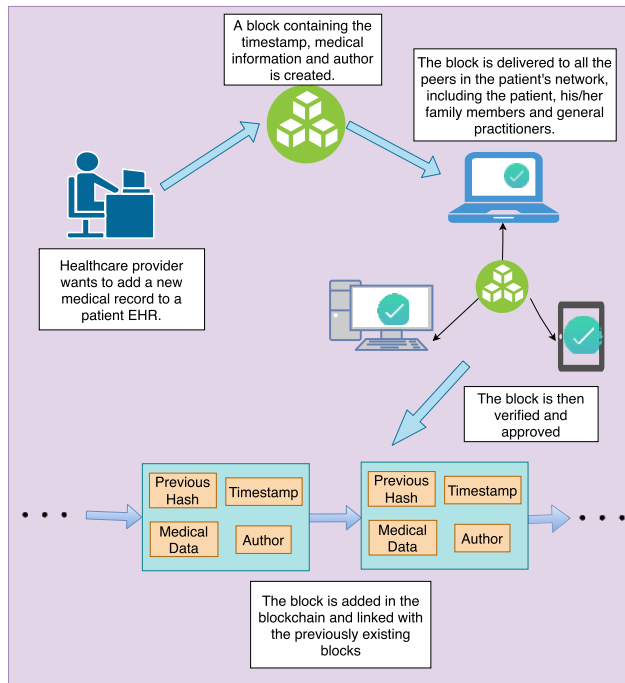 A block containing the
timestamp, medical
information and author
is created.
The block is delivered to all the
peers in the patient's network,
including the patient, his/her
family members and general
practitioners.
Healthcare provider
wants to add a new
medical record to a
patient EHR.
The block is then
verified and
approved
Previous
Hash
Timestamp
Medical
Data
Author
Previous
Hash
Timestamp
Medical
Data
Author
The block is added in the
blockchain and linked with
the previously existing
blocks